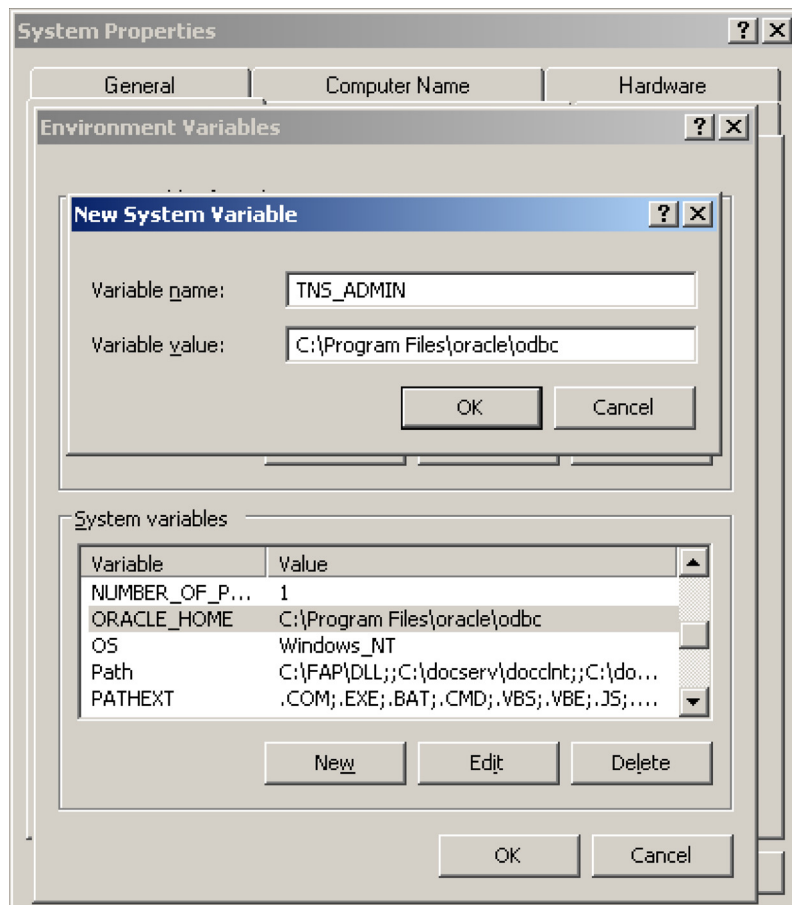 System Properties
General Computer Name Hardware
Environment Variables
New System Variable
Variable name: TNS_ADMIN
Variable value: C:\Program Files\oracle\odbc
OK Cancel
System variables
Variable Value
NUMBER_OF_P... 1
ORACLE_HOME C:\Program Files\oracle\odbc
OS Windows_NT
Path C:\FAP\DLL;;C:\docserv\docclnt;;C:\do...
PATHEXT .COM;.EXE;.BAT;.CMD;.VBS;.VBE;.JS;....
New Edit Delete
OK Cancel